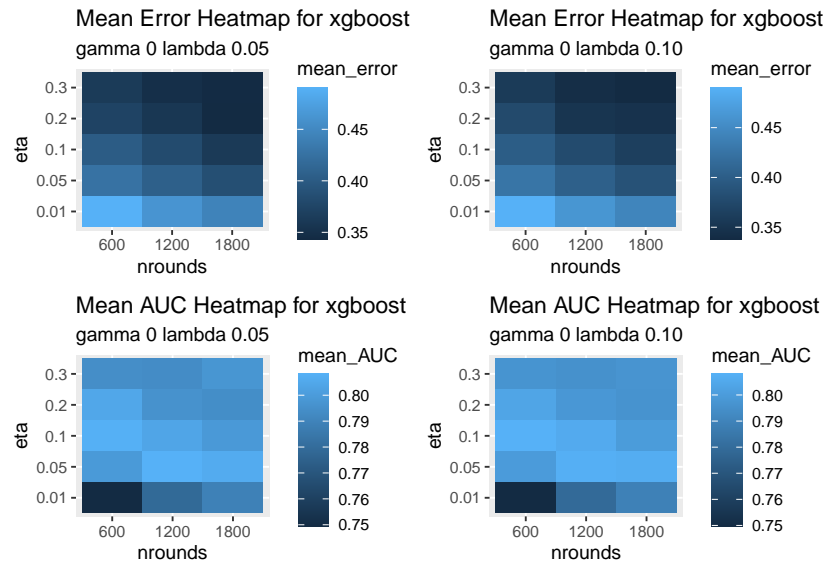 Mean Error Heatmap for xgboost
gamma 0 lambda 0.05
mean_error
0.45
0.40
0.35
eta
0.3
0.2
0.1
0.05
0.01
600 1200 1800
nrounds
Mean Error Heatmap for xgboost
gamma 0 lambda 0.10
mean_error
0.45
0.40
0.35
eta
0.3
0.2
0.1
0.05
0.01
600 1200 1800
nrounds
Mean AUC Heatmap for xgboost
gamma 0 lambda 0.05
mean_AUC
0.80
0.79
0.78
0.77
0.76
0.75
eta
0.3
0.2
0.1
0.05
0.01
600 1200 1800
nrounds
Mean AUC Heatmap for xgboost
gamma 0 lambda 0.10
mean_AUC
0.80
0.79
0.78
0.77
0.76
0.75
eta
0.3
0.2
0.1
0.05
0.01
600 1200 1800
nrounds